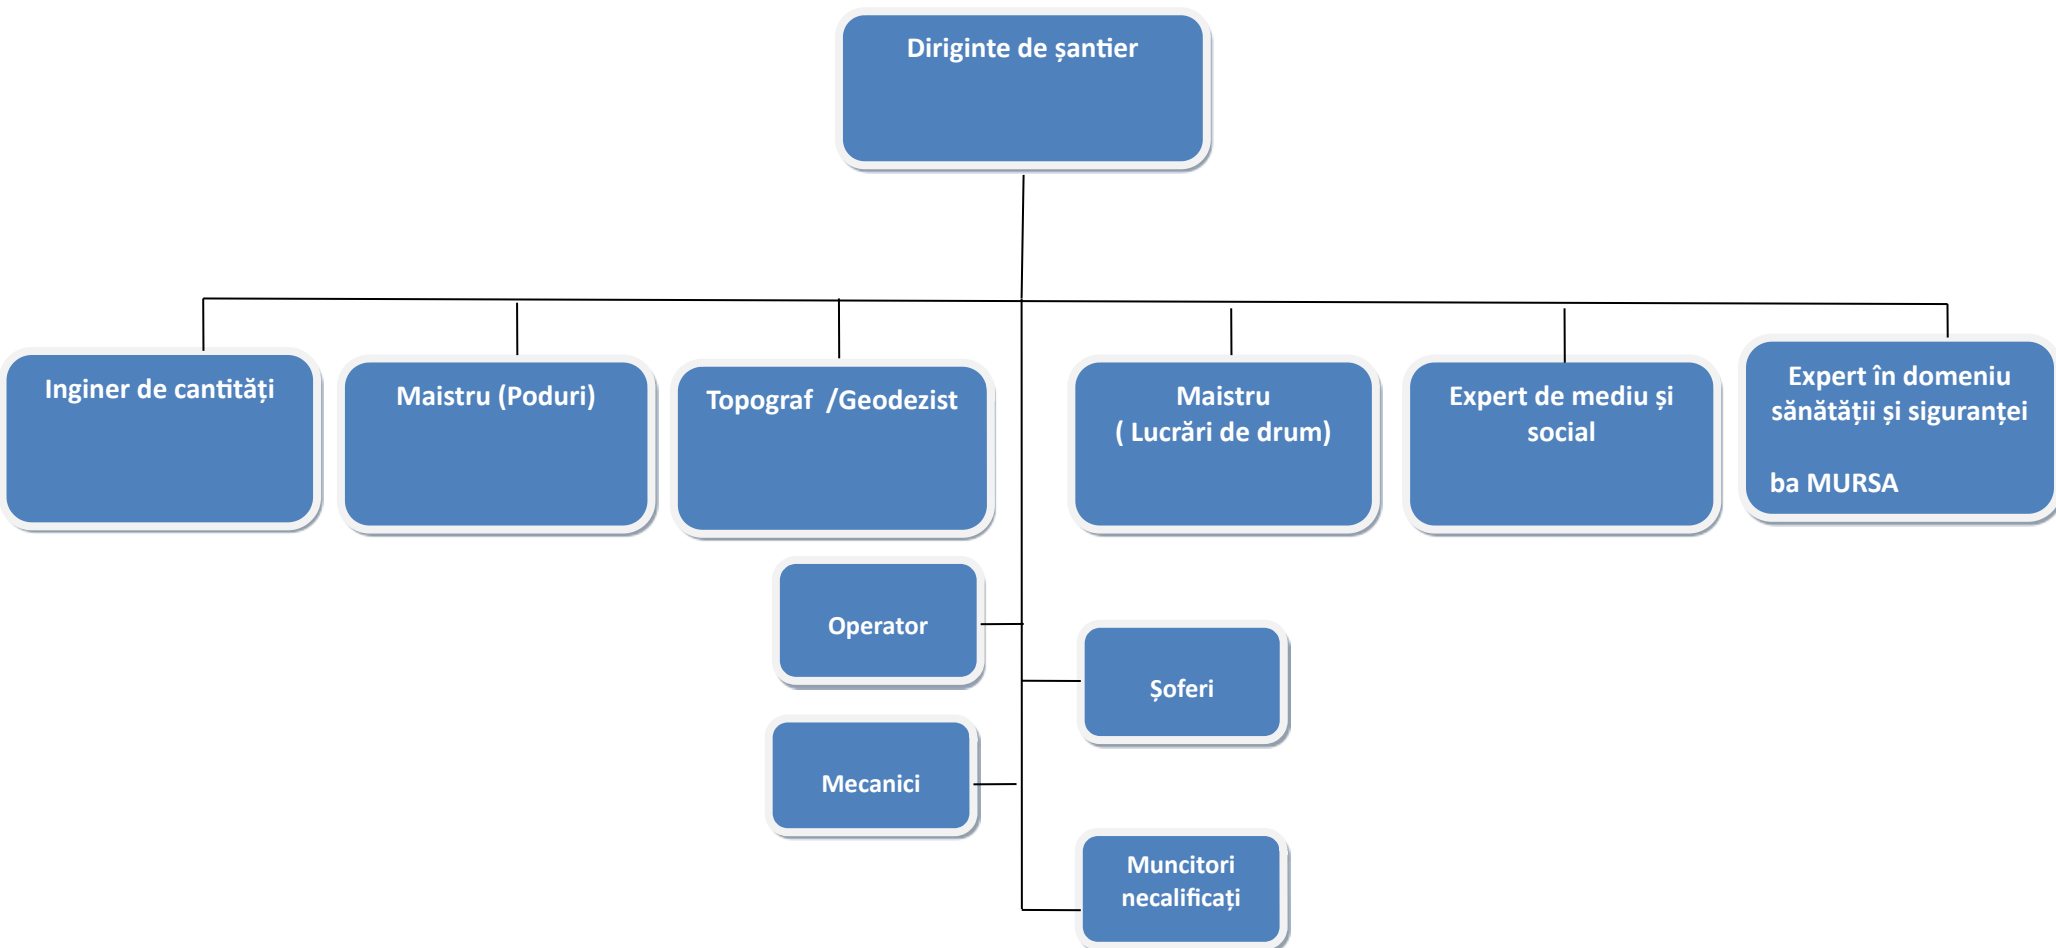 Diriginte de șantier
Inginer de cantități
Maistru (Poduri)
Topograf /Geodezist
Maistru
( Lucrări de drum)
Expert de mediu și
social
Expert în domeniu
sănătății și siguranței
ba MURSA
Operator
Șoferi
Mecanici
Muncitori
necalificați